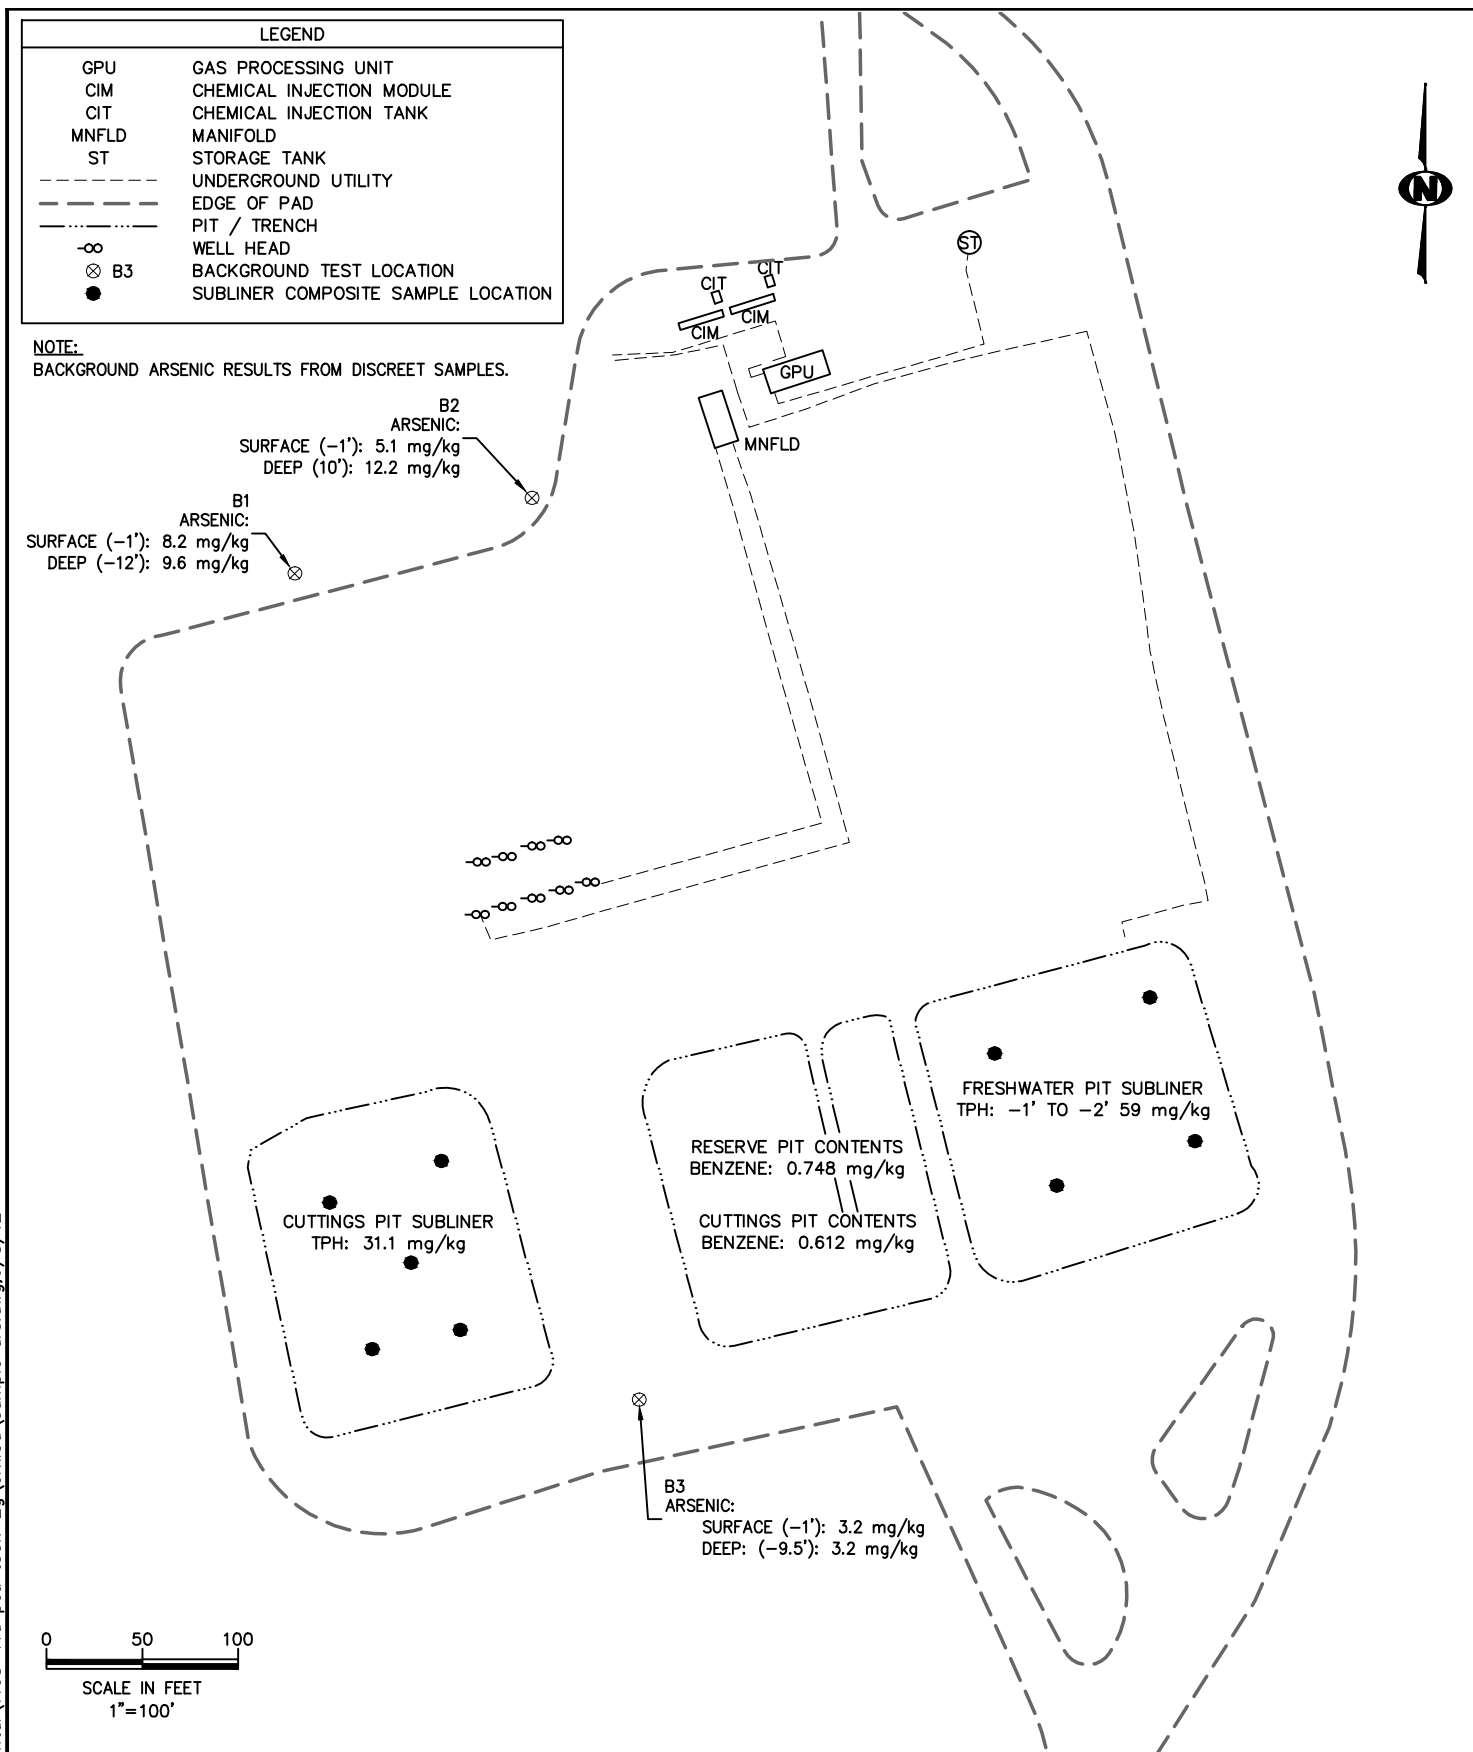 LEGEND
GPU GAS PROCESSING UNIT
CIM CHEMICAL INJECTION MODULE
CIT CHEMICAL INJECTION TANK
MNFLD MANIFOLD
ST STORAGE TANK
UNDERGROUND UTILITY
EDGE OF PAD
PIT / TRENCH
WELL HEAD
B3 BACKGROUND TEST LOCATION
SUBLINER COMPOSITE SAMPLE LOCATION
NOTE:
BACKGROUND ARSENIC RESULTS FROM DISCREET SAMPLES.
N
ST
CIT
CIT
CIM
CIM
GPU
MNFLD
B2
ARSENIC:
SURFACE (-1'): 5.1 mg/kg
DEEP (10'): 12.2 mg/kg
B1
ARSENIC:
SURFACE (-1'): 8.2 mg/kg
DEEP (-12'): 9.6 mg/kg
FRESHWATER PIT SUBLINER
TPH: -1' TO -2' 59 mg/kg
RESERVE PIT CONTENTS
BENZENE: 0.748 mg/kg
CUTTINGS PIT CONTENTS
BENZENE: 0.612 mg/kg
CUTTINGS PIT SUBLINER
TPH: 31.1 mg/kg
B3
ARSENIC:
SURFACE (-1'): 3.2 mg/kg
DEEP: (-9.5'): 3.2 mg/kg
0 50 100
SCALE IN FEET
1"=100'